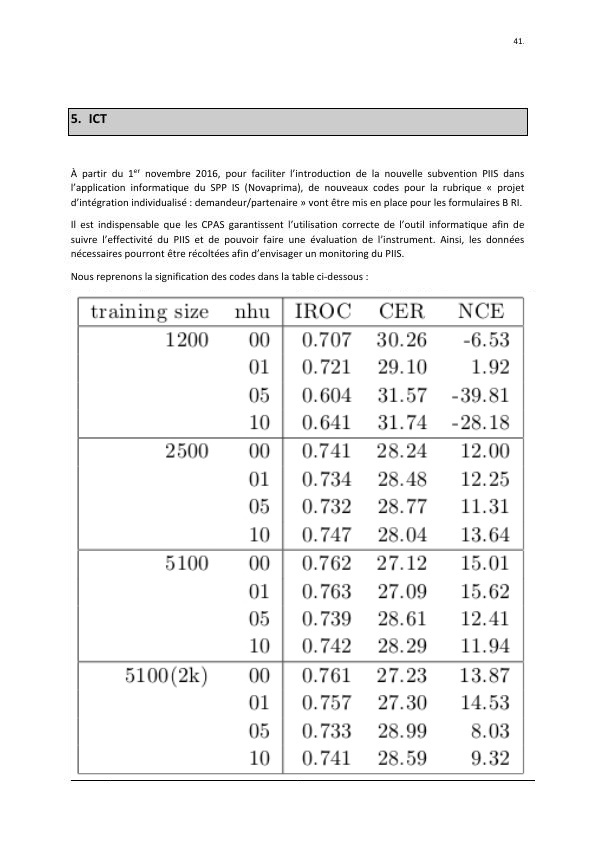 41.
5. ICT
À partir du 1er novembre 2016, pour faciliter l’introduction de la nouvelle subvention PIIS dans
l’application informatique du SPP IS (Novaprima), de nouveaux codes pour la rubrique « projet
d’intégration individualisé : demandeur/partenaire » vont être mis en place pour les formulaires B RI.
Il est indispensable que les CPAS garantissent l’utilisation correcte de l’outil informatique afin de
suivre l’effectivité du PIIS et de pouvoir faire une évaluation de l’instrument. Ainsi, les données
nécessaires pourront être récoltées afin d’envisager un monitoring du PIIS.
Nous reprenons la signification des codes dans la table ci-dessous :
training size nhu IROC CER NCE
1200 00 0.707 30.26 -6.53
01 0.721 29.10 1.92
05 0.604 31.57 -39.81
10 0.641 31.74 -28.18
2500 00 0.741 28.24 12.00
01 0.734 28.48 12.25
05 0.732 28.77 11.31
10 0.747 28.04 13.64
5100 00 0.762 27.12 15.01
01 0.763 27.09 15.62
05 0.739 28.61 12.41
10 0.742 28.29 11.94
5100(2k) 00 0.761 27.23 13.87
01 0.757 27.30 14.53
05 0.733 28.99 8.03
10 0.741 28.59 9.32